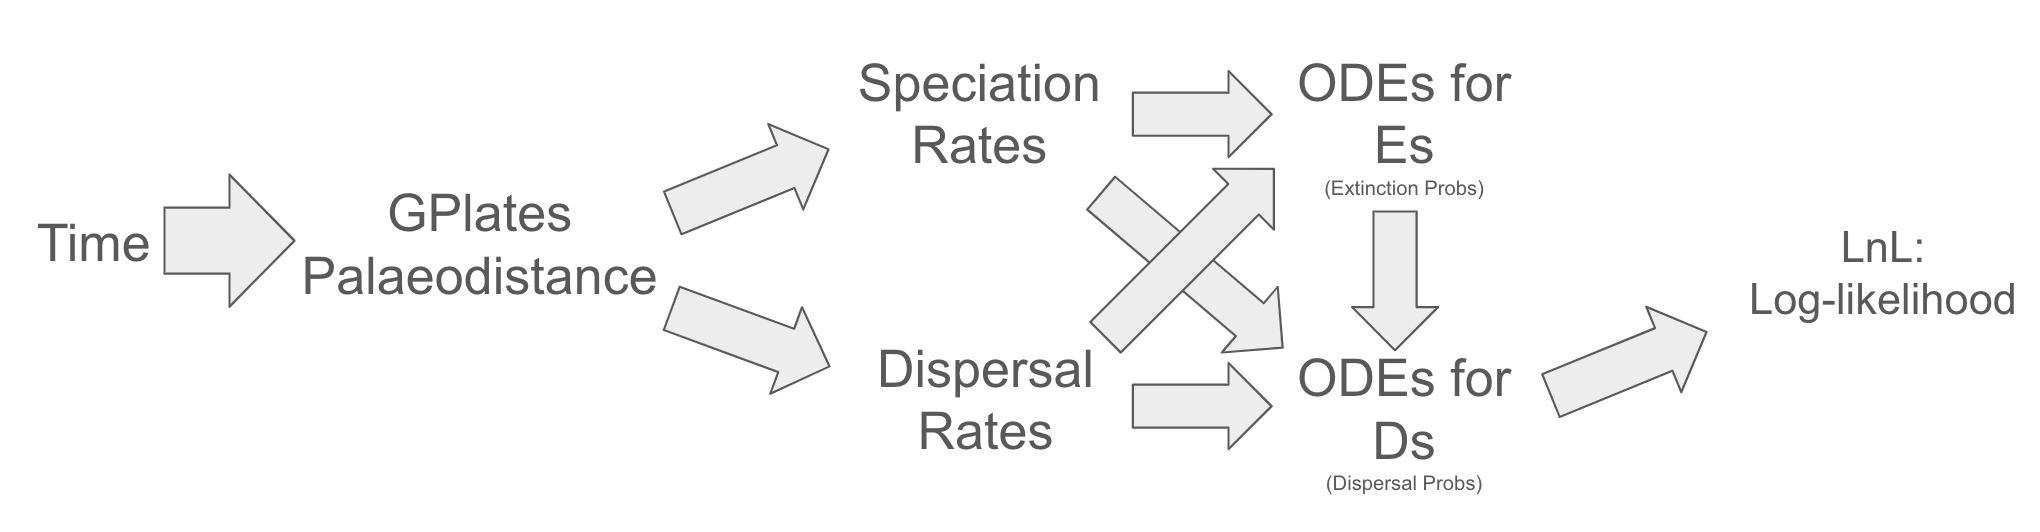 Time
GPlates
Palaeodistance
Speciation
Rates
Dispersal
Rates
ODEs for
Es
(Extinction Probs)
ODEs for
Ds
(Dispersal Probs)
LnL:
Log-likelihood